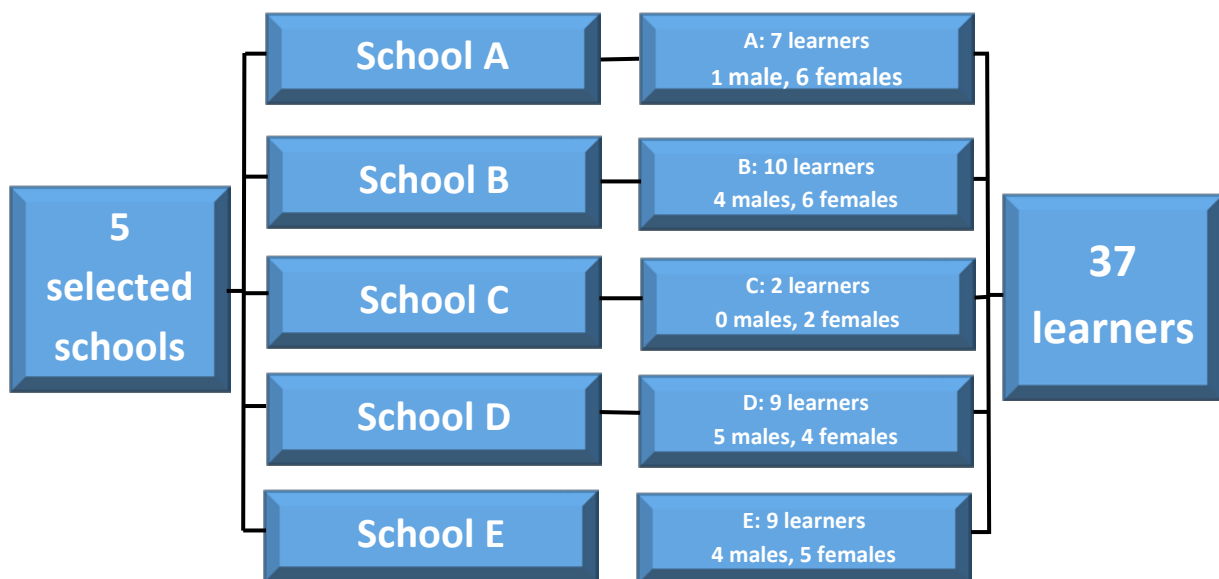 5
selected
schools
School A
A: 7 learners
1 male, 6 females
School B
B: 10 learners
4 males, 6 females
School C
C: 2 learners
0 males, 2 females
School D
D: 9 learners
5 males, 4 females
School E
E: 9 learners
4 males, 5 females
37
learners